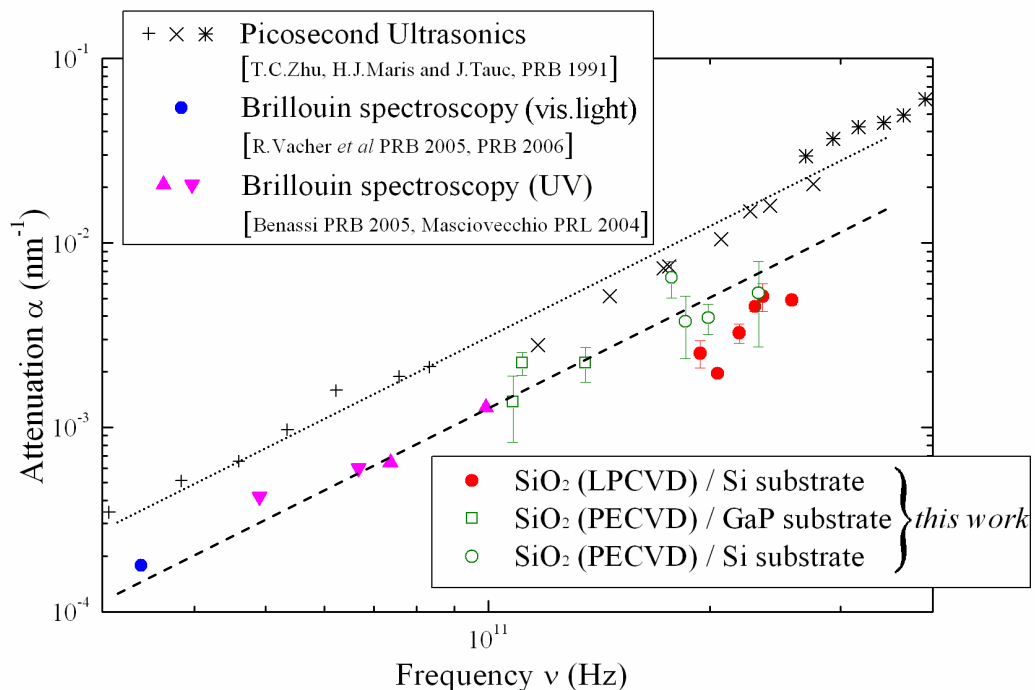 + × ⚹ Picosecond Ultrasonics
[T.C.Zhu, H.J.Maris and J.Tauc, PRB 1991]
Brillouin spectroscopy (vis.light)
[R.Vacher et al PRB 2005, PRB 2006]
Brillouin spectroscopy (UV)
[Benassi PRB 2005, Masciovecchio PRL 2004]
10⁻¹
10⁻²
10⁻³
10⁻⁴
Attenuation α (nm⁻¹)
SiO₂ (LPCVD) / Si substrate
SiO₂ (PECVD) / GaP substrate
SiO₂ (PECVD) / Si substrate
this work
10¹¹
Frequency ν (Hz)